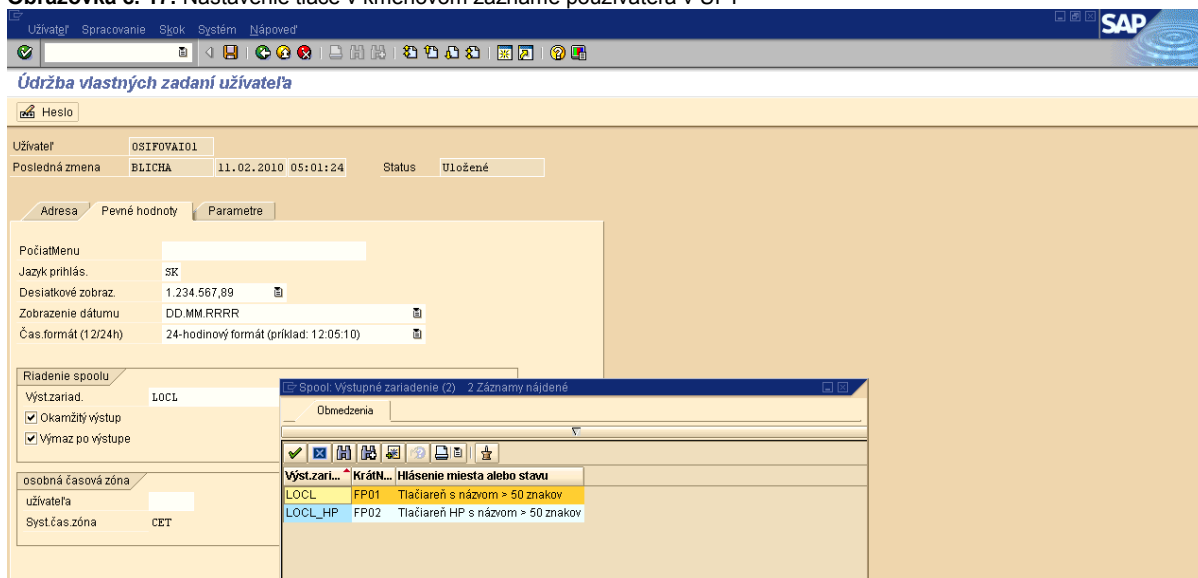 Obrazovka č. 17: Nastavenie tlače v kmeňovom zázname používateľa v SPF
Užívateľ Spracovanie Skok Systém Nápoveď
SAP
Údržba vlastných zadaní užívateľa
Heslo
Užívateľ OSIFOVAI01
Posledná zmena BLICHA 11.02.2010 05:01:24 Status Uložené
Adresa Pevné hodnoty Parametre
PočiatMenu
Jazyk prihlás. SK
Desiatkové zobraz. 1.234.567,89
Zobrazenie dátumu DD.MM.RRRR
Čas.formát (12/24h) 24-hodinový formát (príklad: 12:05:10)
Riadenie spoolu
Výst.zariad. LOCL
Okamžitý výstup
Výmaz po výstupe
osobná časová zóna
užívateľa
Syst.čas.zóna CET
Spool: Výstupné zariadenie (2) 2 Záznamy nájdené
Obmedzenia
Výst.zari... KrátN... Hlásenie miesta alebo stavu
LOCL FP01 Tlačiareň s názvom > 50 znakov
LOCL_HP FP02 Tlačiareň HP s názvom > 50 znakov